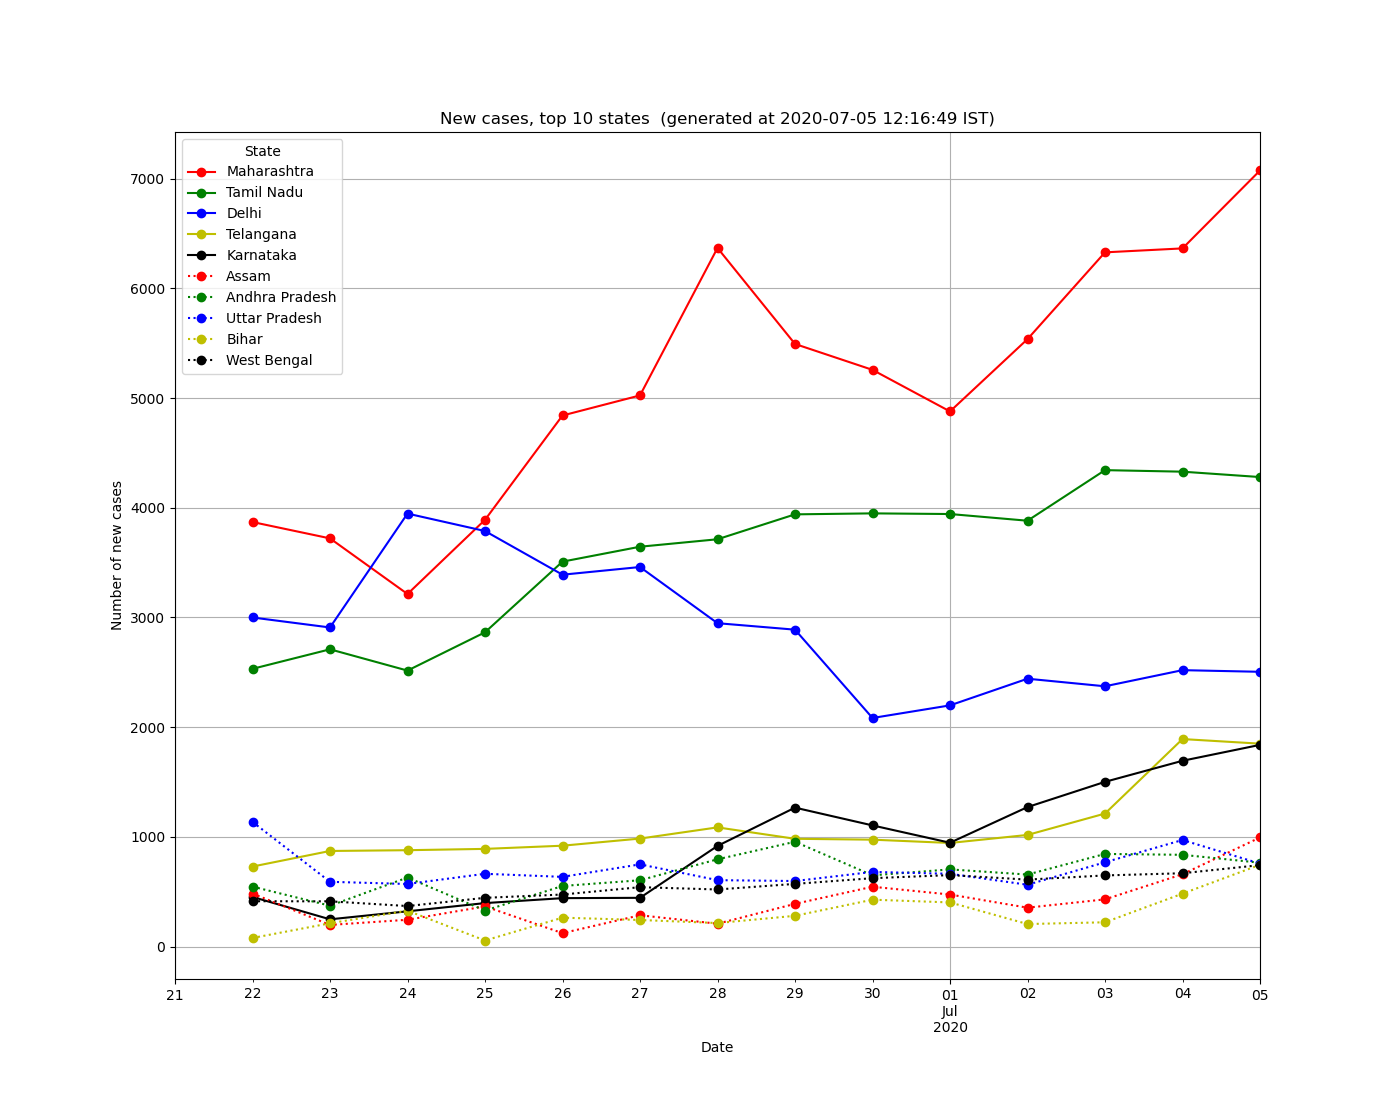 New cases, top 10 states  (generated at 2020-07-05 12:16:49 IST)
State
Maharashtra
Tamil Nadu
Delhi
Telangana
Karnataka
Assam
Andhra Pradesh
Uttar Pradesh
Bihar
West Bengal
7000
6000
5000
4000
3000
2000
1000
0
Number of new cases
21 22 23 24 25 26 27 28 29 30 01 02 03 04 05
Jul
2020
Date